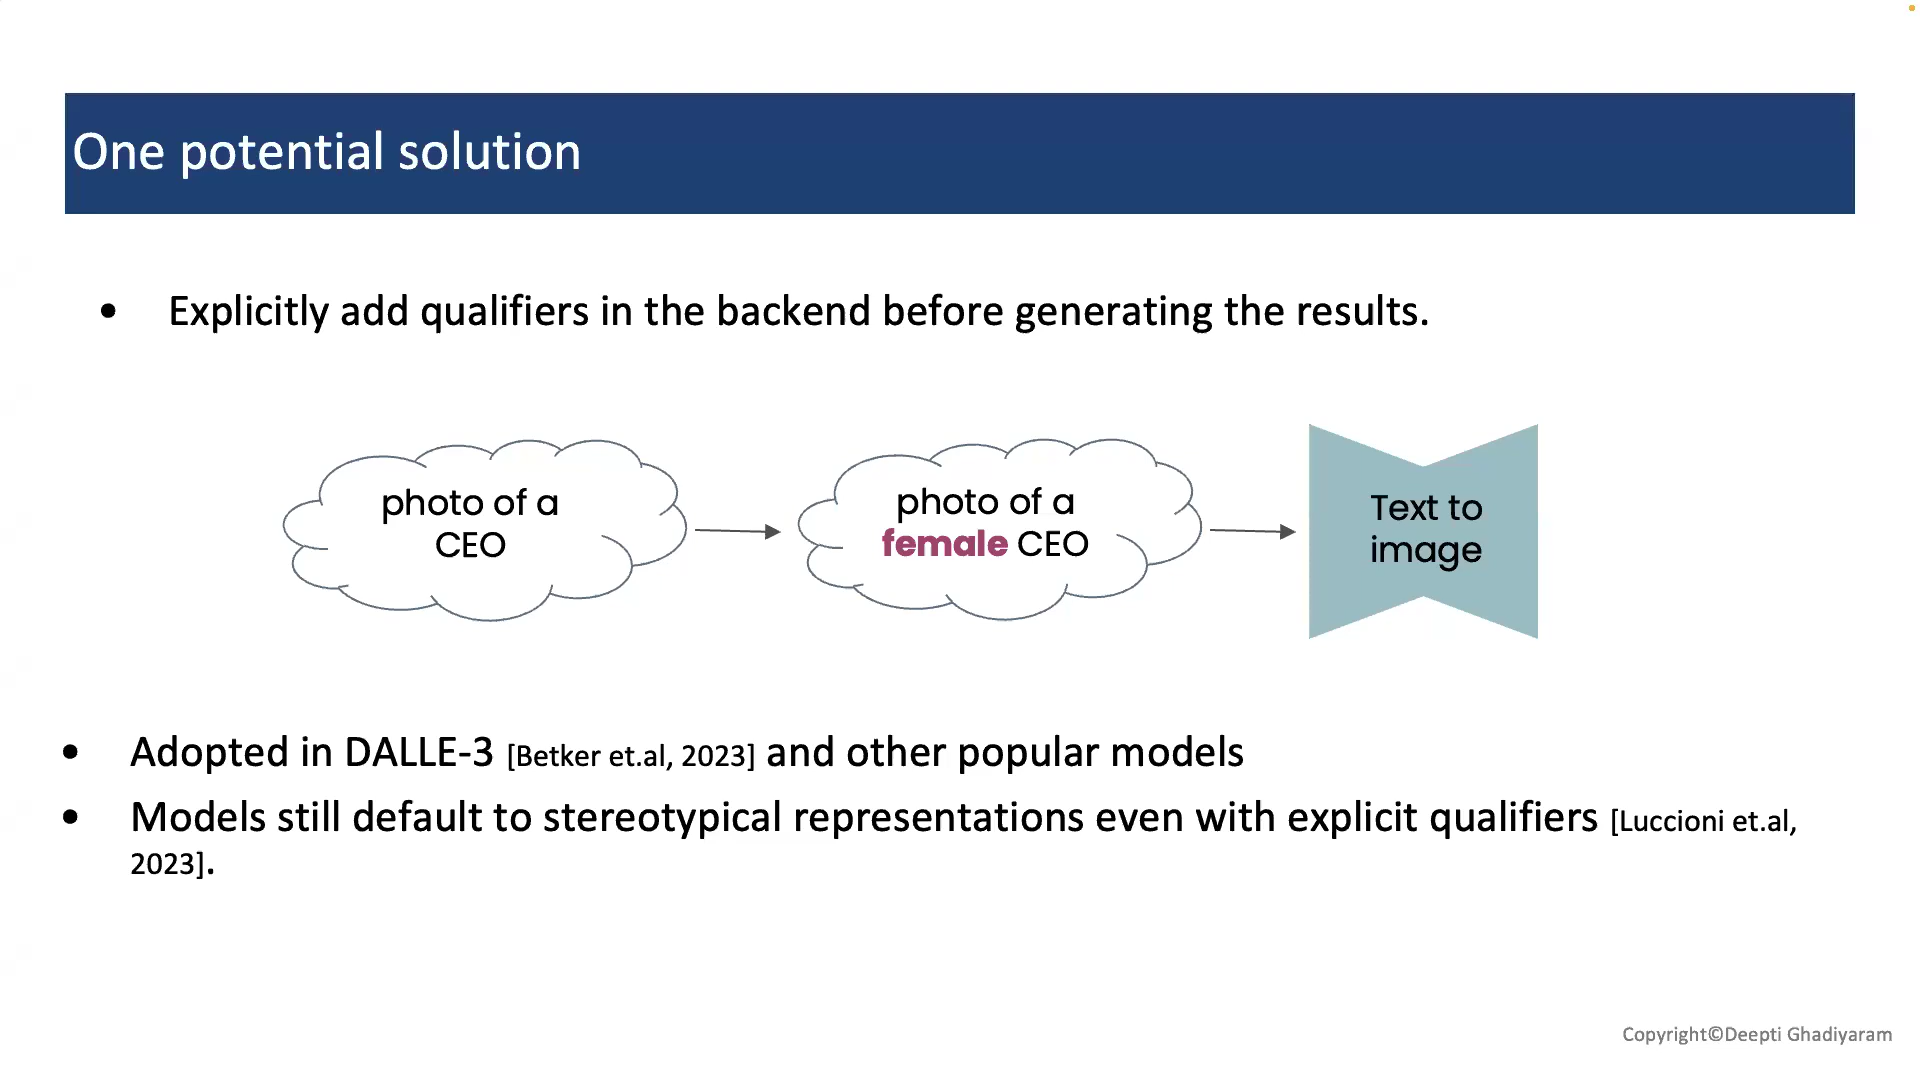 One potential solution
• Explicitly add qualifiers in the backend before generating the results.
photo of a
CEO
photo of a
female CEO
Text to
image
• Adopted in DALLE-3 [Betker et.al, 2023] and other popular models
• Models still default to stereotypical representations even with explicit qualifiers [Luccioni et.al,
2023].
Copyright©Deepti Ghadiyaram